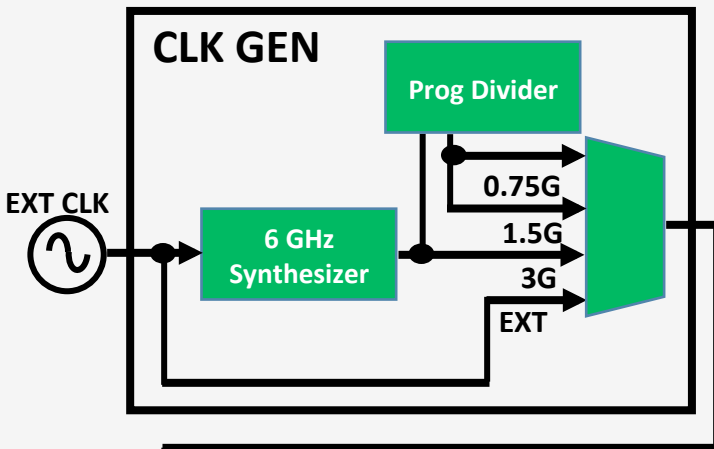 CLK GEN
Prog Divider
EXT CLK
0.75G
6 GHz
Synthesizer
1.5G
3G
EXT